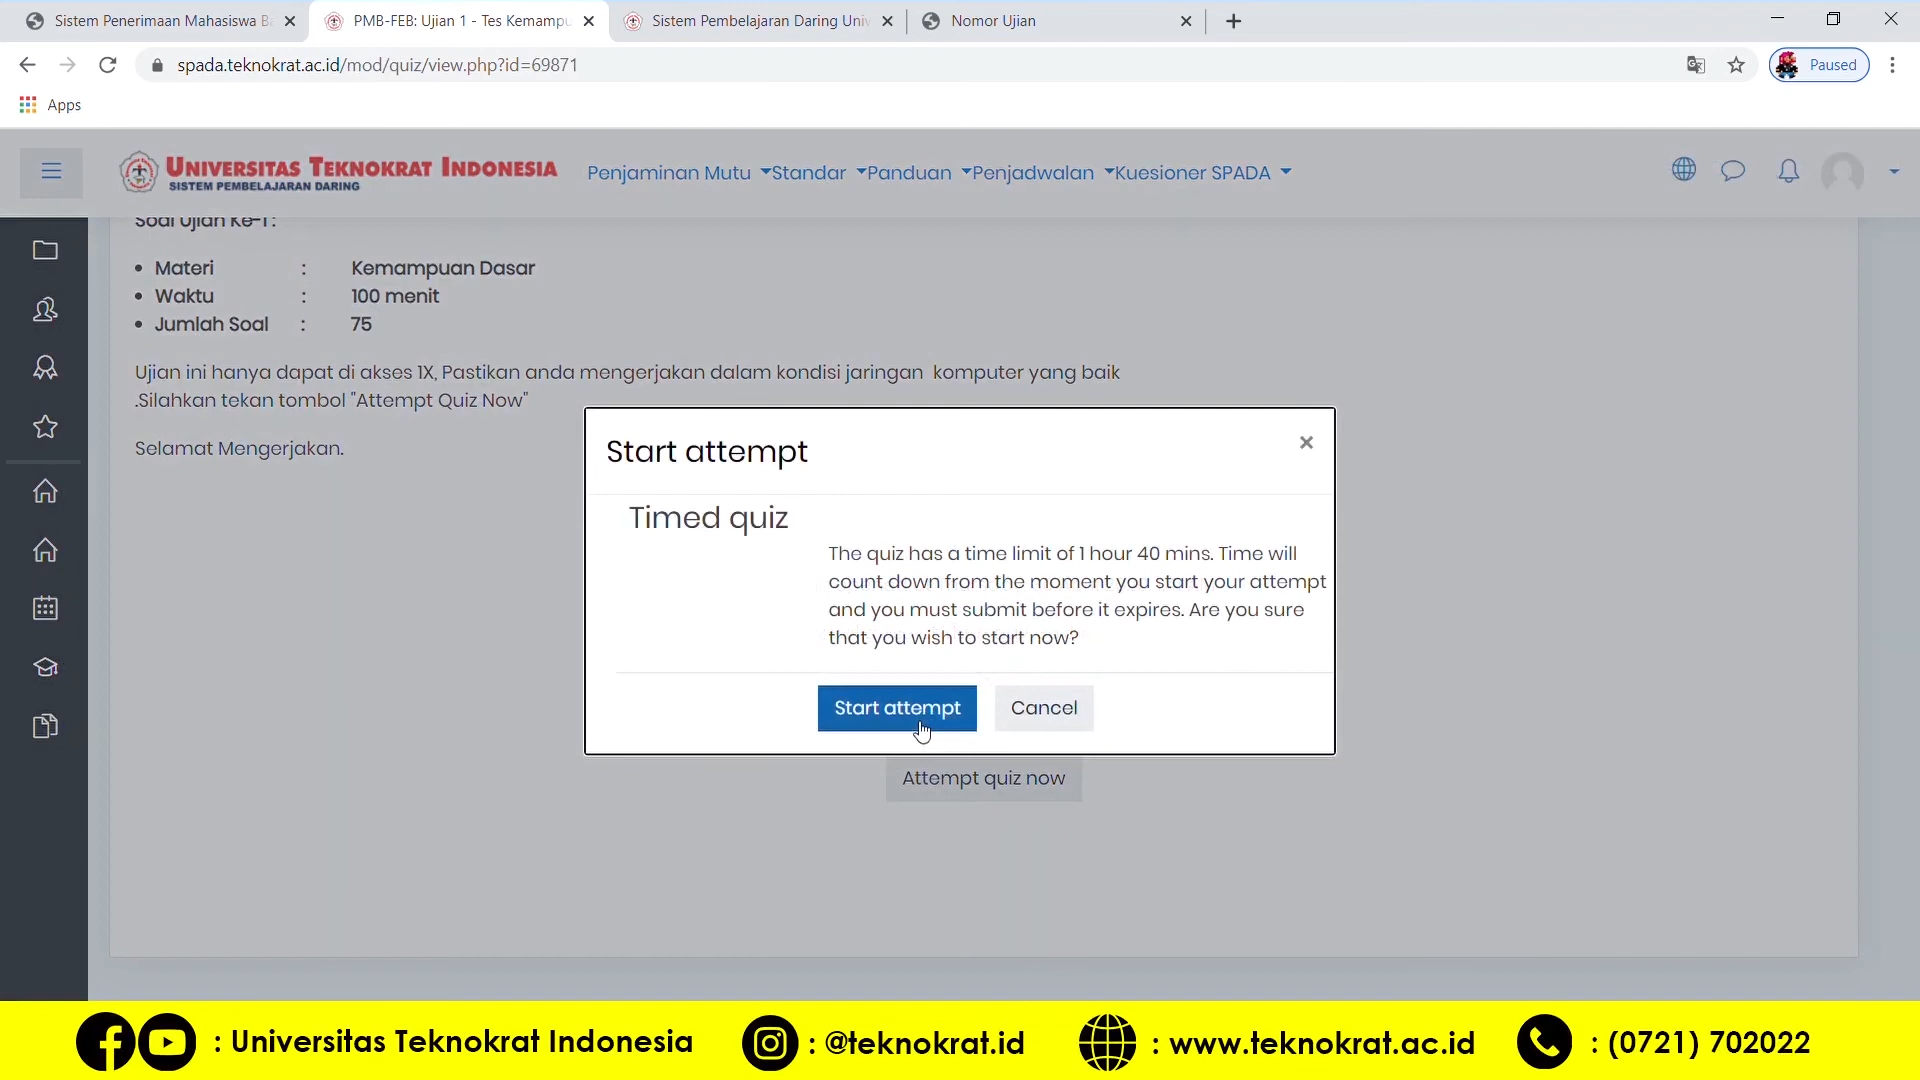 Sistem Penerimaan Mahasiswa Ba
PMB-FEB: Ujian 1 - Tes Kemampu
Sistem Pembelajaran Daring Univ
Nomor Ujian
spada.teknokrat.ac.id/mod/quiz/view.php?id=69871
Paused
Apps
UNIVERSITAS TEKNOKRAT INDONESIA
SISTEM PEMBELAJARAN DARING
Penjaminan Mutu Standar Panduan Penjadwalan Kuesioner SPADA
Soal Ujian Ke-1 :
• Materi : Kemampuan Dasar
• Waktu : 100 menit
• Jumlah Soal : 75
Ujian ini hanya dapat di akses 1X, Pastikan anda mengerjakan dalam kondisi jaringan komputer yang baik
.Silahkan tekan tombol "Attempt Quiz Now"
Selamat Mengerjakan.
Start attempt
×
Timed quiz
The quiz has a time limit of 1 hour 40 mins. Time will
count down from the moment you start your attempt
and you must submit before it expires. Are you sure
that you wish to start now?
Start attempt
Cancel
Attempt quiz now
: Universitas Teknokrat Indonesia
: @teknokrat.id
: www.teknokrat.ac.id
: (0721) 702022